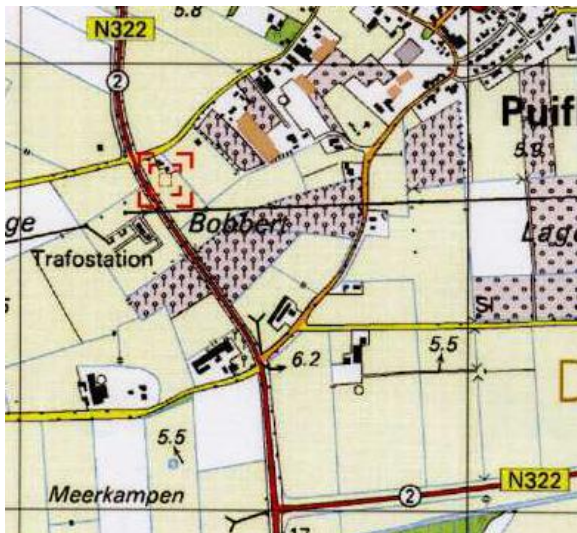 5.8
N322
2
Puif
5.9
ge
Bobbert
Lage
Trafostation
Sl
6.2
5.5
5.5
Meerkampen
2
N322
17